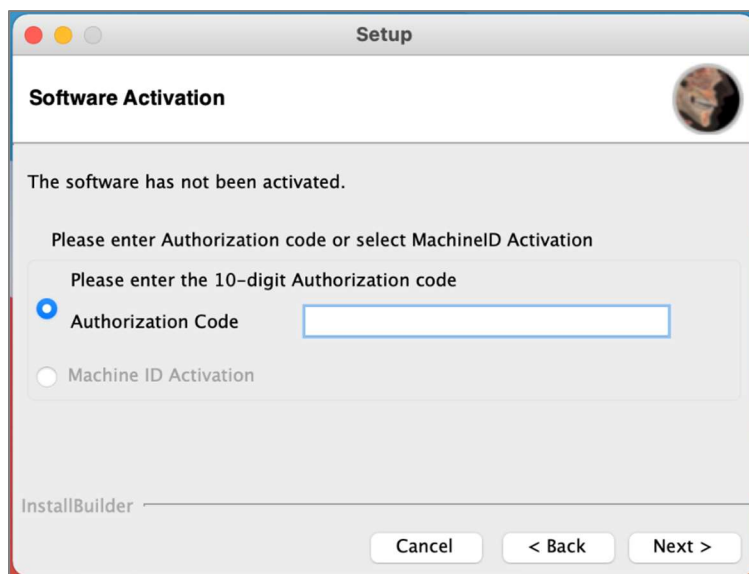 Setup
Software Activation
The software has not been activated.
Please enter Authorization code or select MachineID Activation
Please enter the 10-digit Authorization code
Authorization Code
Machine ID Activation
InstallBuilder
Cancel
< Back
Next >